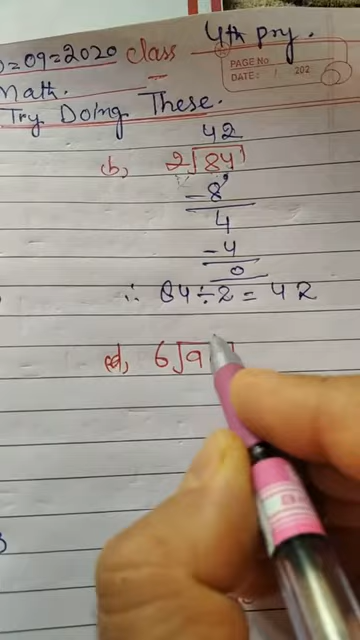 0=09=2020 Class 4th pry.
PAGE No
DATE: / 202
Math.
Try Doing These.
42
(b), 2√84
-8
4
-4
0
∴ 84÷2 = 42
(d), 6√9